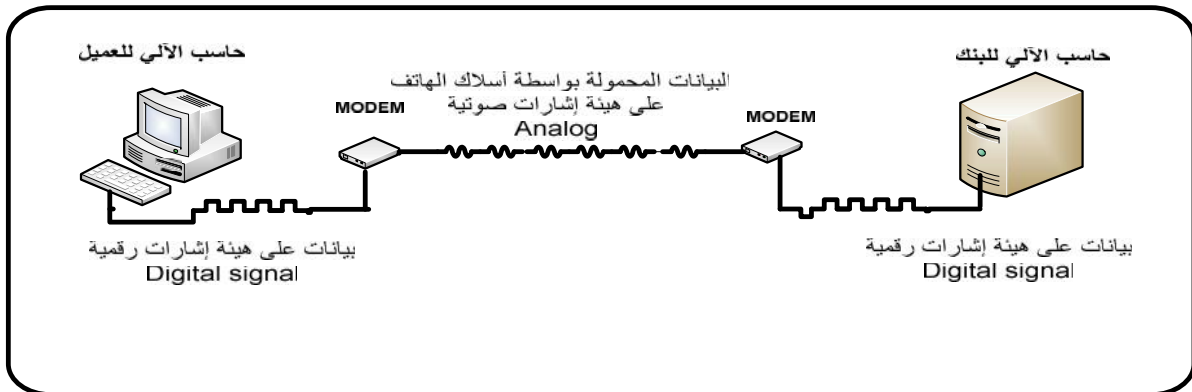 حاسب الآلي للبنك
حاسب الآلي للعميل
البيانات المحمولة بواسطة أسلاك الهاتف
على هيئة إشارات صوتية
Analog
MODEM
MODEM
بيانات على هيئة إشارات رقمية
Digital signal
بيانات على هيئة إشارات رقمية
Digital signal